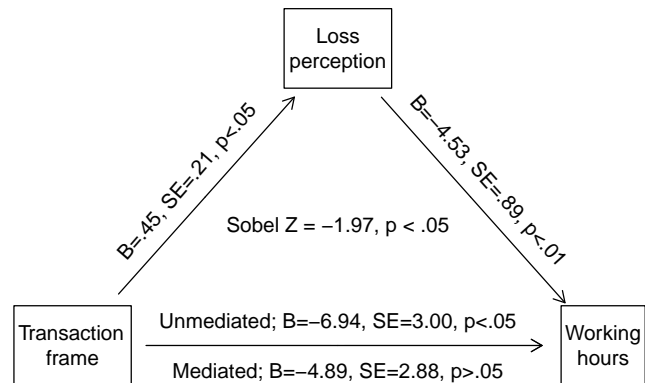 Loss
perception
B=.45, SE=.21, p<.05
B=−4.53, SE=.89, p<.01
Sobel Z = −1.97, p < .05
Transaction
frame
Unmediated; B=−6.94, SE=3.00, p<.05
Mediated; B=−4.89, SE=2.88, p>.05
Working
hours